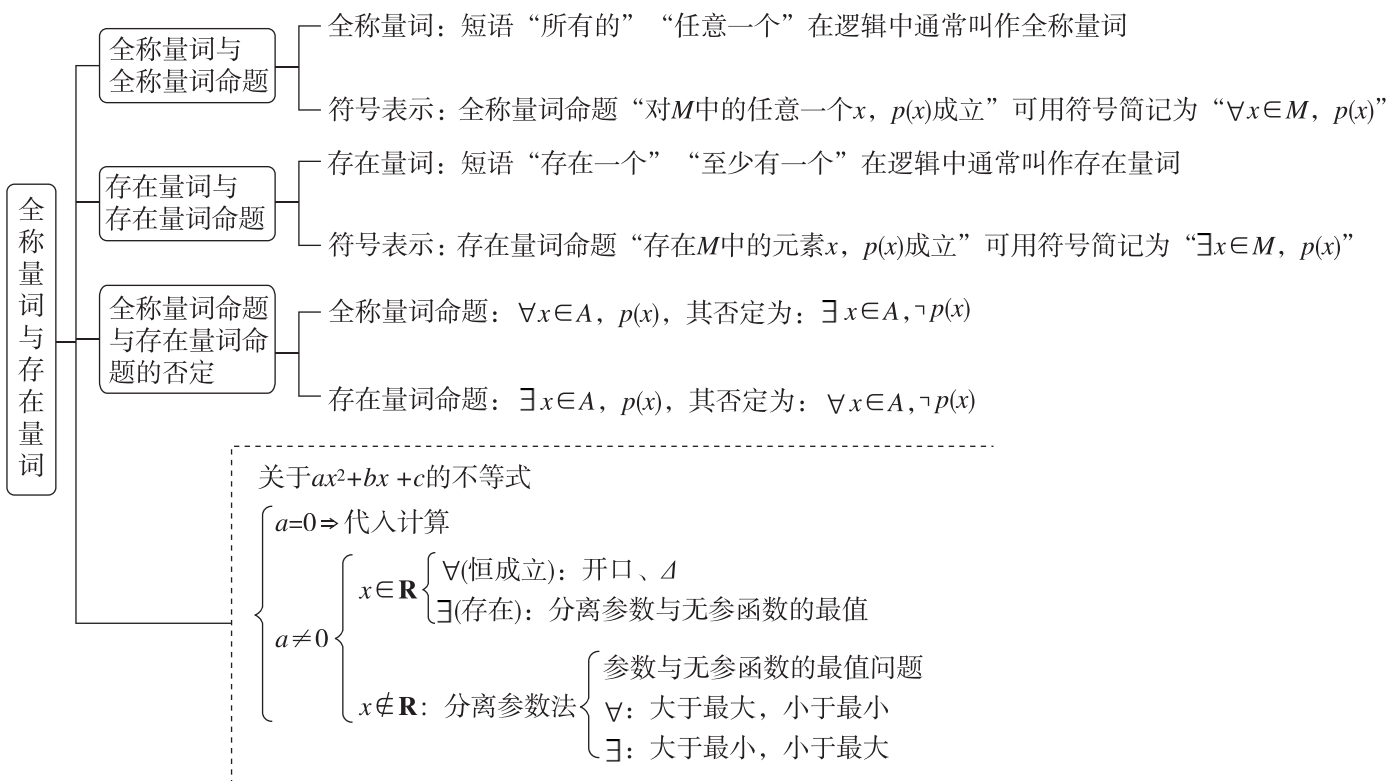 全称量词与存在量词
全称量词与
全称量词命题
全称量词：短语“所有的”“任意一个”在逻辑中通常叫作全称量词
符号表示：全称量词命题“对M中的任意一个x，p(x)成立”可用符号简记为“∀x∈M，p(x)”
存在量词与
存在量词命题
存在量词：短语“存在一个”“至少有一个”在逻辑中通常叫作存在量词
符号表示：存在量词命题“存在M中的元素x，p(x)成立”可用符号简记为“∃x∈M，p(x)”
全称量词命题
与存在量词命
题的否定
全称量词命题：∀x∈A，p(x)，其否定为：∃x∈A,¬p(x)
存在量词命题：∃x∈A，p(x)，其否定为：∀x∈A,¬p(x)
关于ax²+bx+c的不等式
a=0⇒代入计算
a≠0
x∈R
∀(恒成立)：开口、Δ
∃(存在)：分离参数与无参函数的最值
x∉R：分离参数法
参数与无参函数的最值问题
∀：大于最大，小于最小
∃：大于最小，小于最大